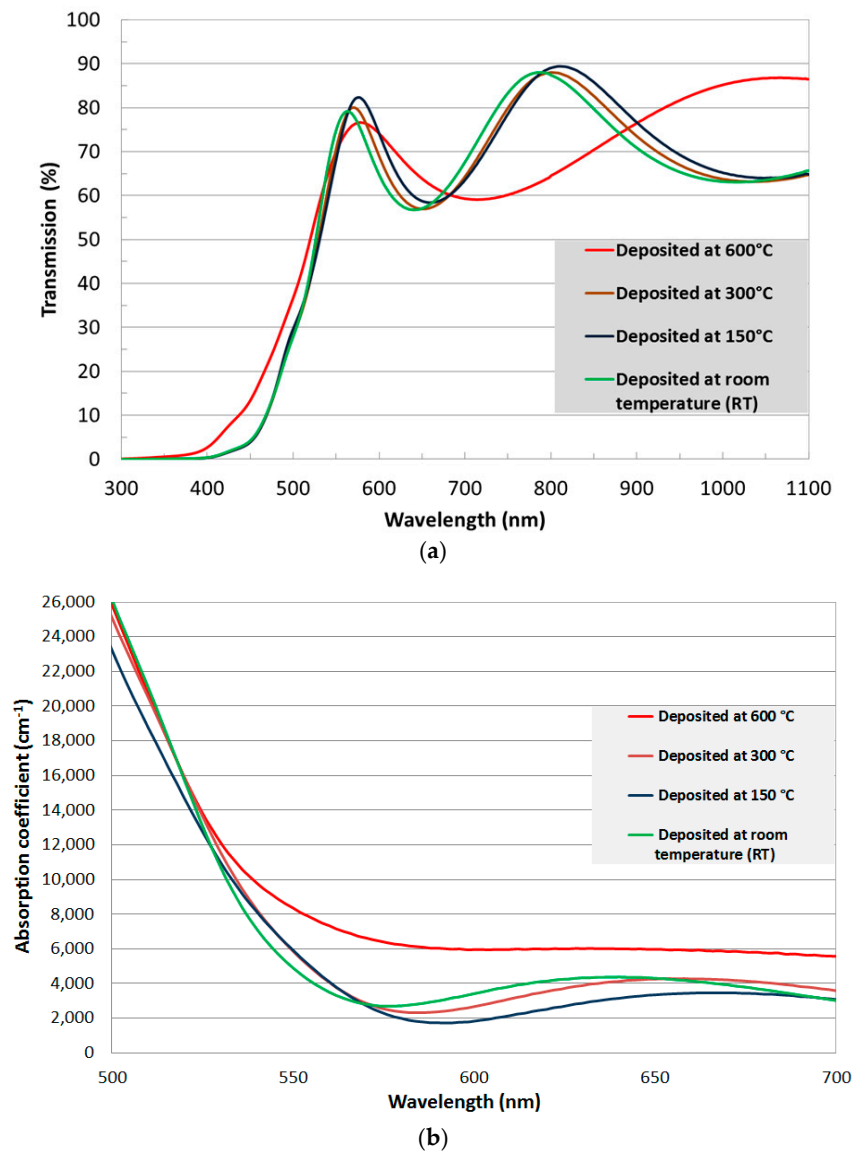 100
90
80
70
60
50
40
30
20
10
0
Transmission (%)
Deposited at 600°C
Deposited at 300°C
Deposited at 150°C
Deposited at room
temperature (RT)
300 400 500 600 700 800 900 1000 1100
Wavelength (nm)
(a)
26,000
24,000
22,000
20,000
18,000
16,000
14,000
12,000
10,000
8,000
6,000
4,000
2,000
0
Absorption coefficient (cm⁻¹)
Deposited at 600 °C
Deposited at 300 °C
Deposited at 150 °C
Deposited at room
temperature (RT)
500 550 600 650 700
Wavelength (nm)
(b)